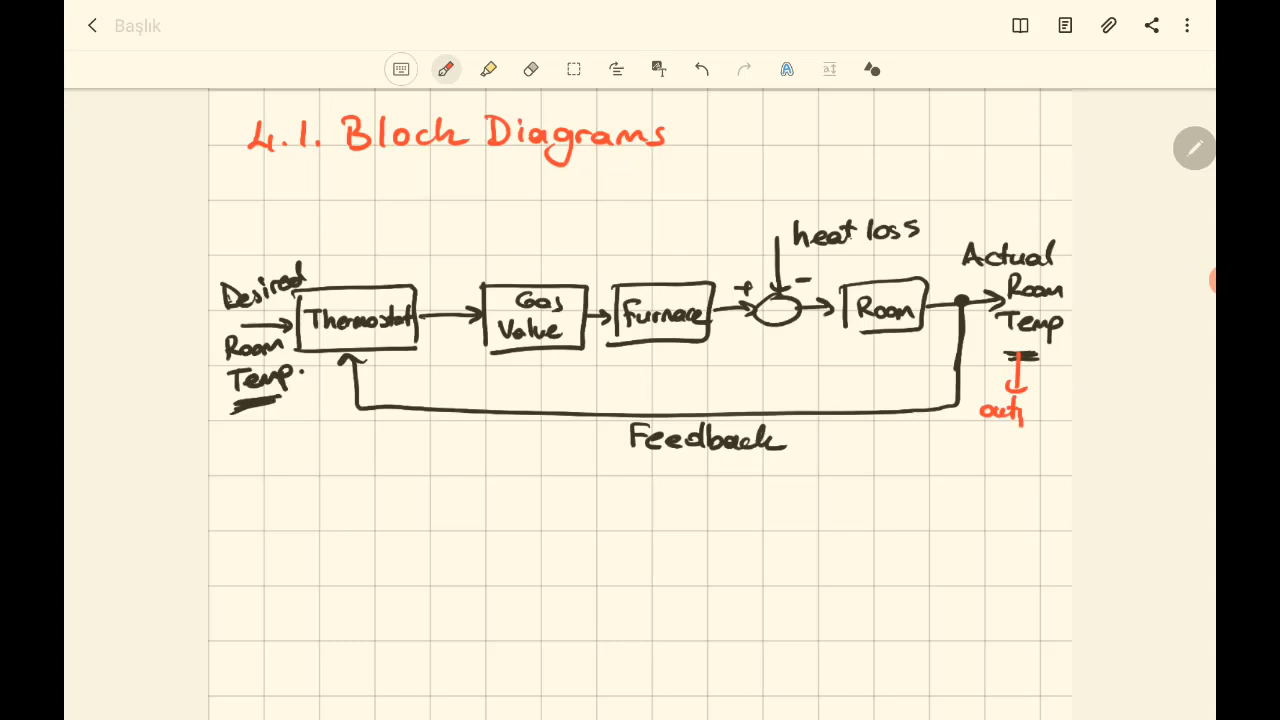 Başlık
4.1. Block Diagrams
heat loss
Actual
Room
Temp
Desired
Room
Temp.
Thermostat
Gas
Value
Furnace
+
-
Room
out
Feedback